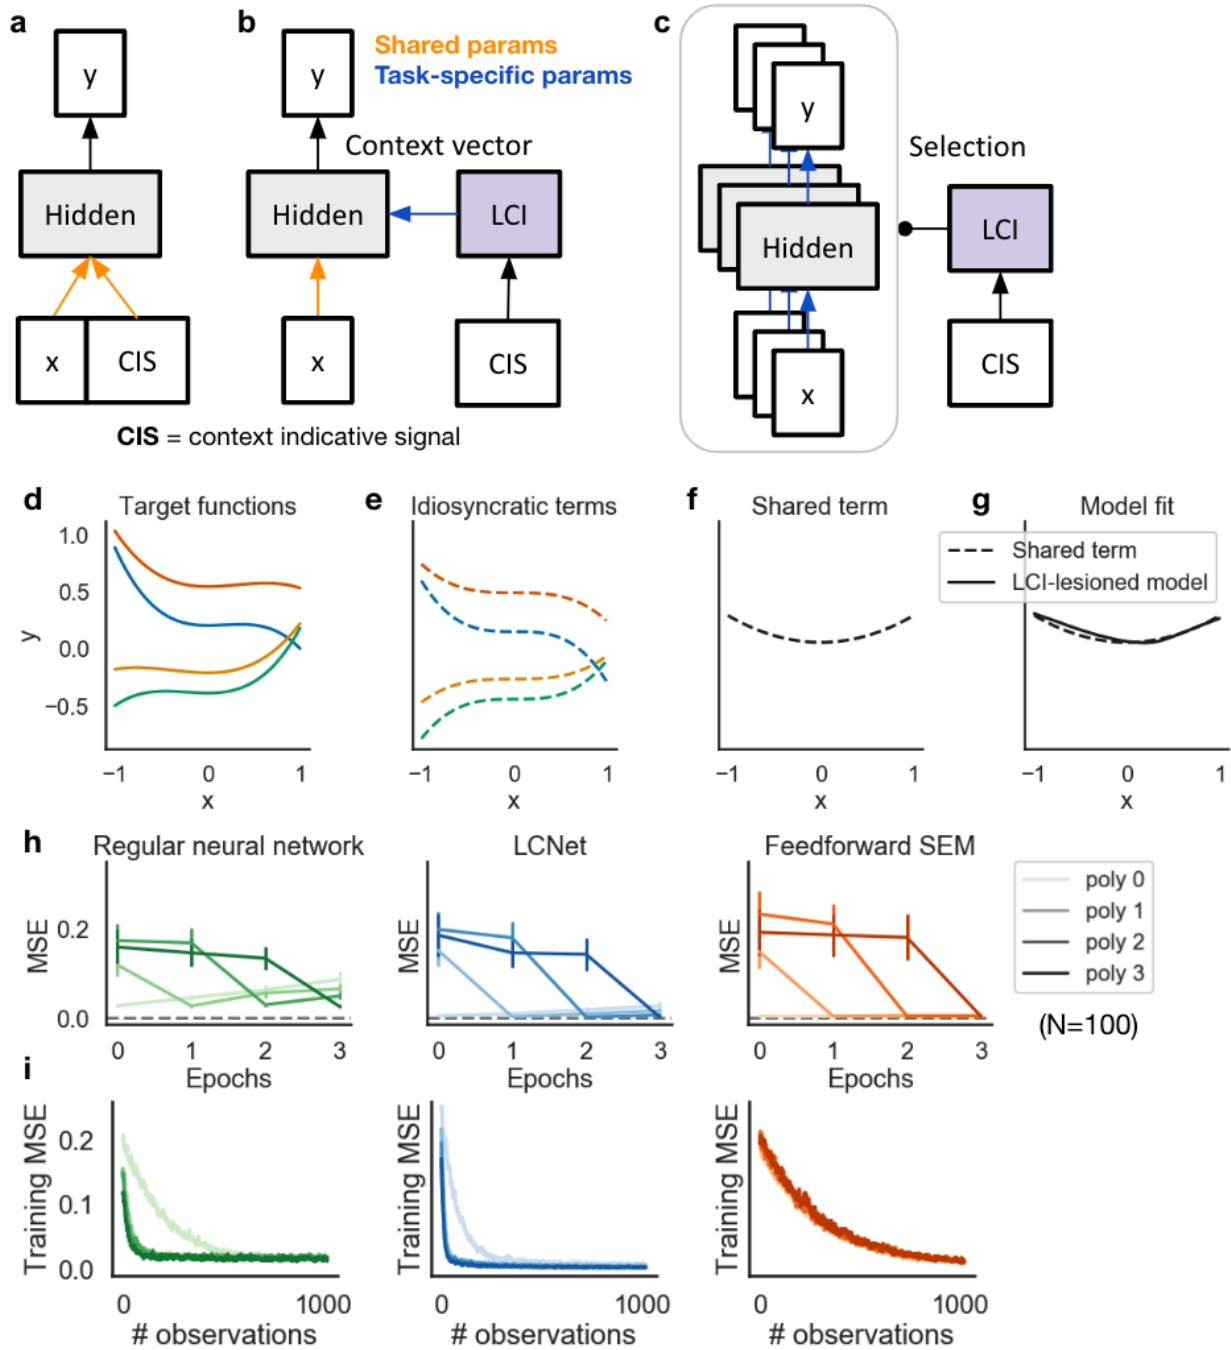 a
b
c
y
y
y
Shared params
Task-specific params
Context vector
Selection
Hidden
Hidden
LCI
Hidden
LCI
x
CIS
x
CIS
x
CIS
CIS = context indicative signal
d
Target functions
e
Idiosyncratic terms
f
Shared term
g
Model fit
Shared term
LCI-lesioned model
y
1.0
0.5
0.0
−0.5
−1 0 1
x
−1 0 1
x
−1 0 1
x
−1 0 1
x
h
Regular neural network
LCNet
Feedforward SEM
MSE
0.2
0.0
0 1 2 3
Epochs
MSE
0 1 2 3
Epochs
MSE
0 1 2 3
Epochs
poly 0
poly 1
poly 2
poly 3
(N=100)
i
Training MSE
0.2
0.1
0.0
0 1000
# observations
Training MSE
0 1000
# observations
Training MSE
0 1000
# observations